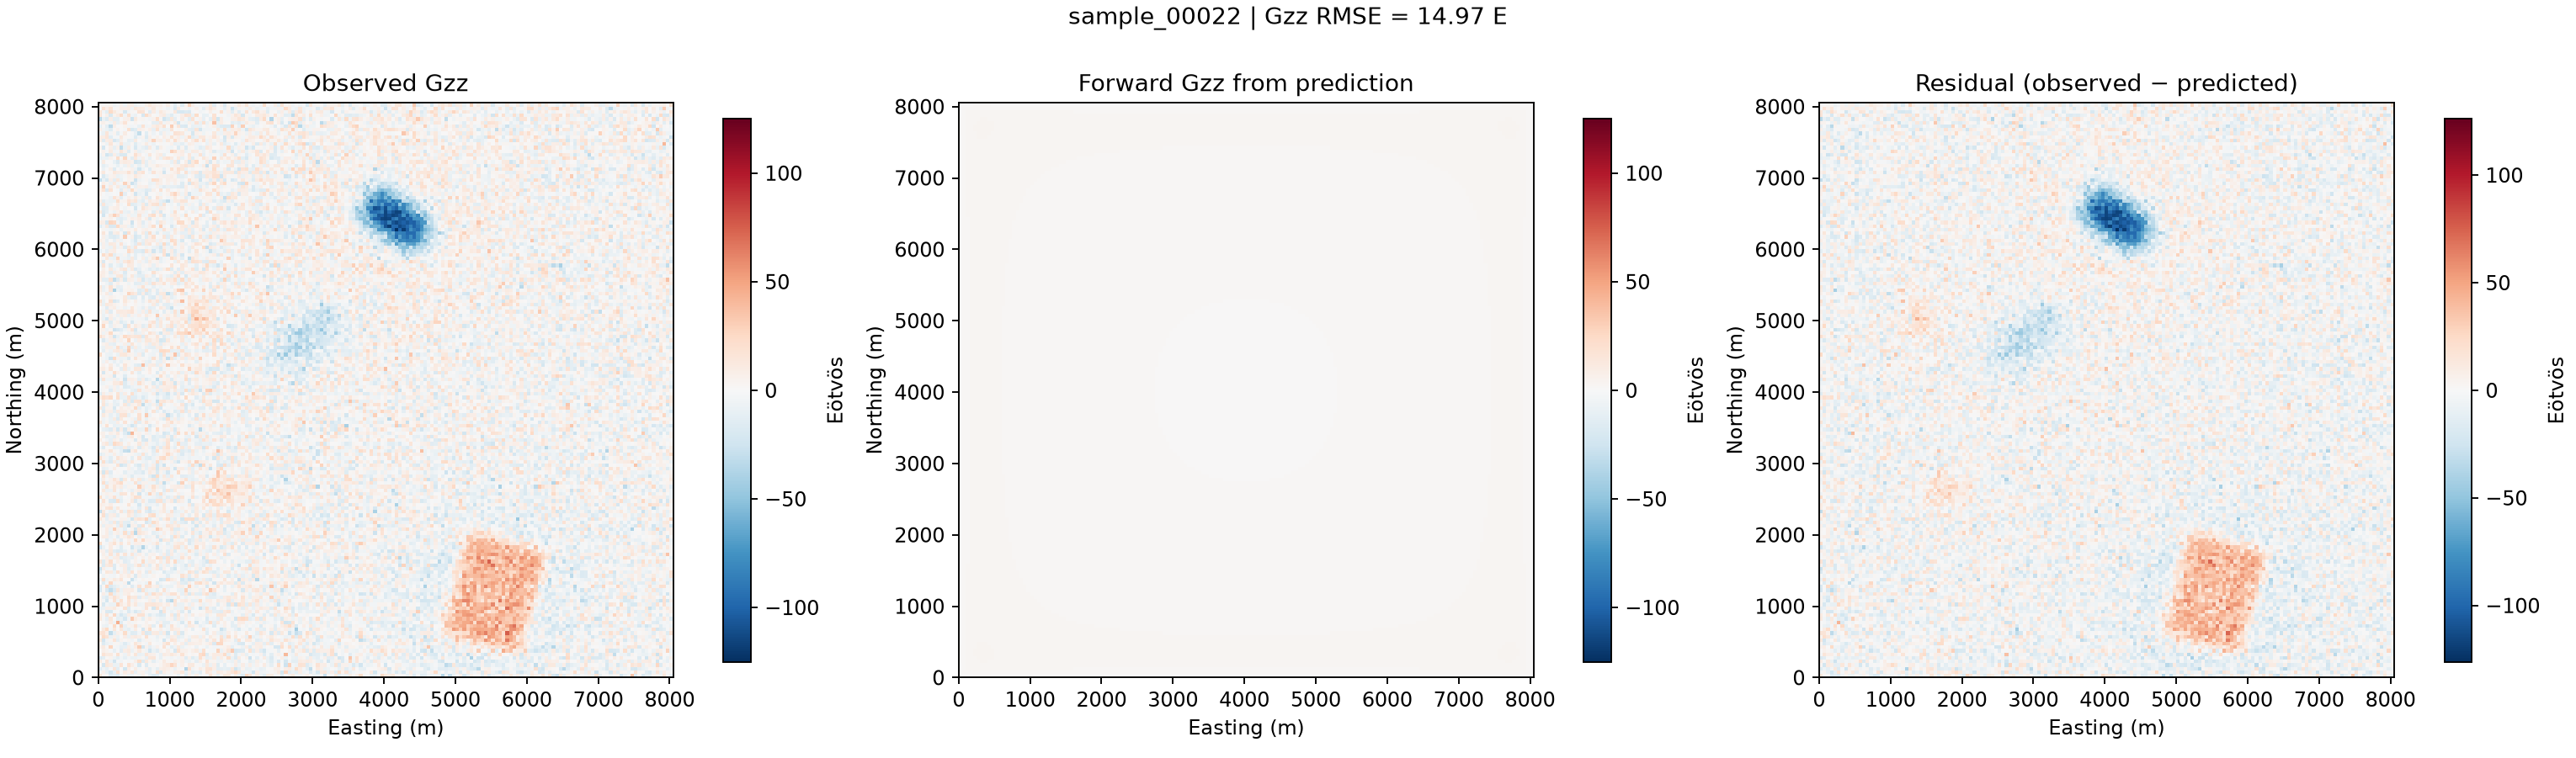 sample_00022 | Gzz RMSE = 14.97 E
Observed Gzz
8000
7000
6000
5000
4000
3000
2000
1000
0
Northing (m)
0 1000 2000 3000 4000 5000 6000 7000 8000
Easting (m)
100
50
0
−50
−100
Eötvös
Forward Gzz from prediction
8000
7000
6000
5000
4000
3000
2000
1000
0
Northing (m)
0 1000 2000 3000 4000 5000 6000 7000 8000
Easting (m)
100
50
0
−50
−100
Eötvös
Residual (observed − predicted)
8000
7000
6000
5000
4000
3000
2000
1000
0
Northing (m)
0 1000 2000 3000 4000 5000 6000 7000 8000
Easting (m)
100
50
0
−50
−100
Eötvös